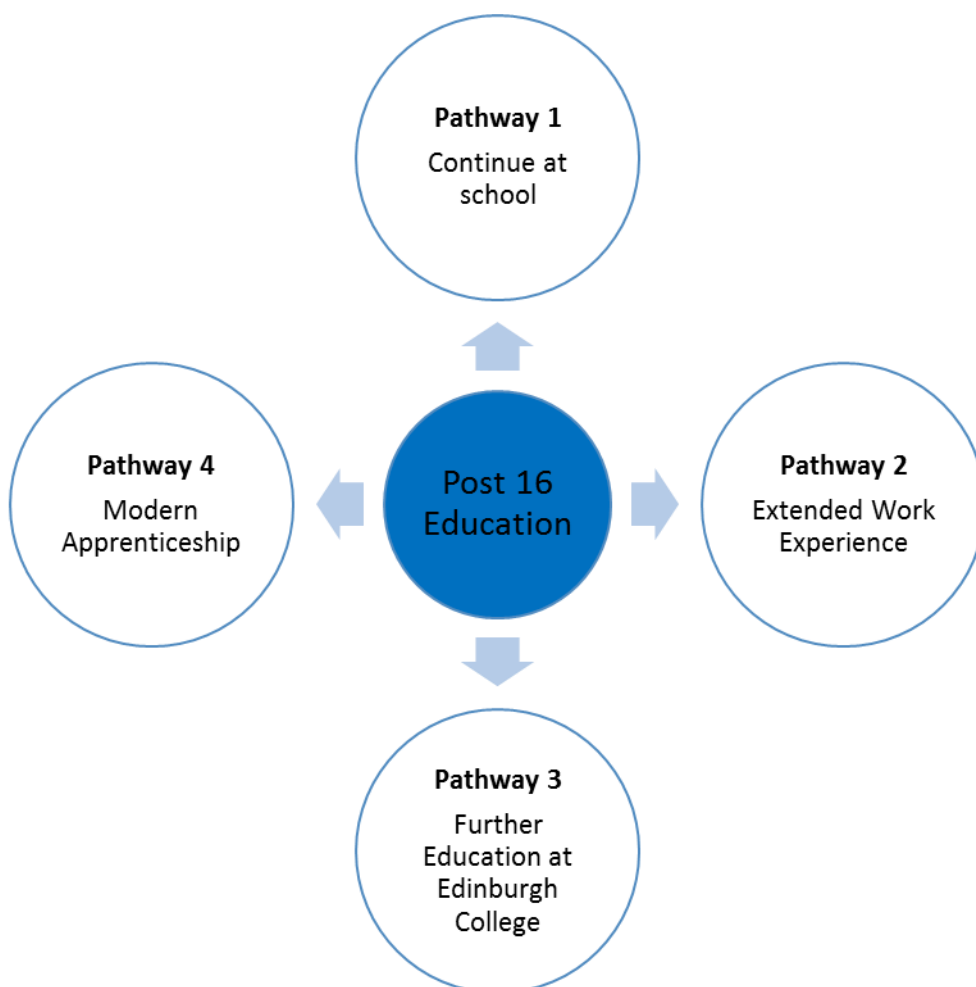 Pathway 1
Continue at
school
Pathway 4
Modern
Apprenticeship
Post 16
Education
Pathway 2
Extended Work
Experience
Pathway 3
Further
Education at
Edinburgh
College